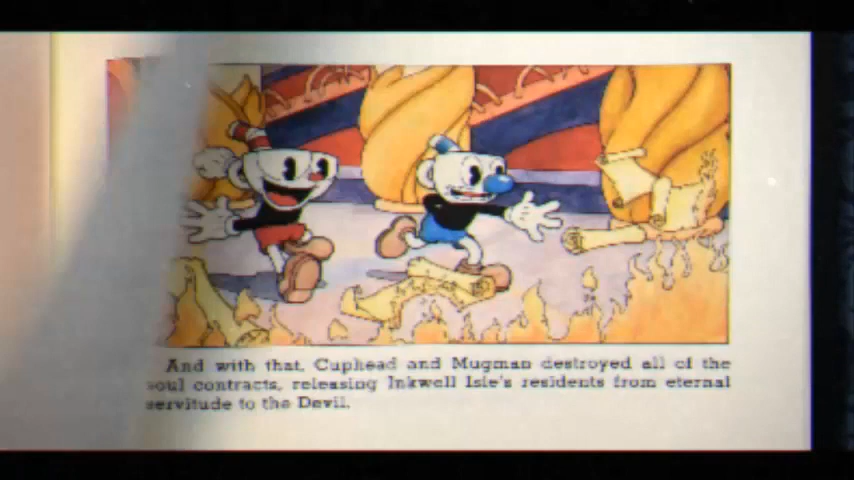 And with that, Cuphead and Mugman destroyed all of the
soul contracts, releasing Inkwell Isle's residents from eternal
servitude to the Devil.